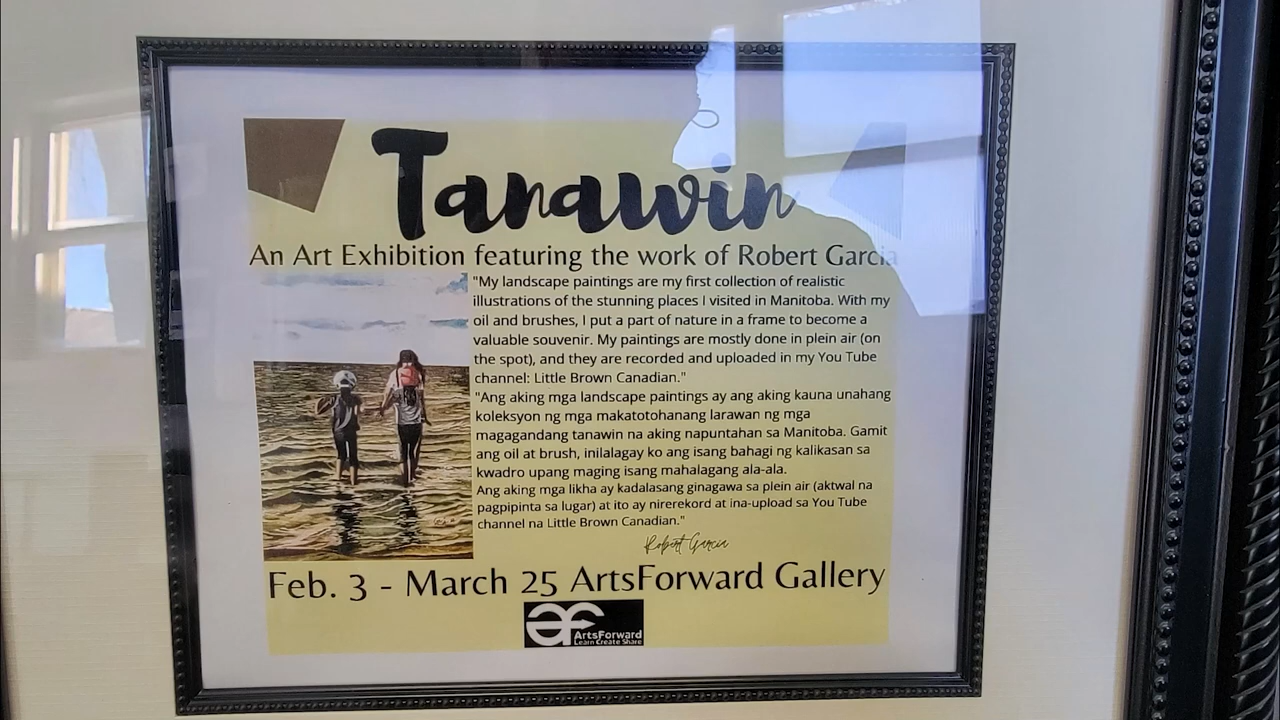 Tanawin
An Art Exhibition featuring the work of Robert Garcia
"My landscape paintings are my first collection of realistic
illustrations of the stunning places I visited in Manitoba. With my
oil and brushes, I put a part of nature in a frame to become a
valuable souvenir. My paintings are mostly done in plein air (on
the spot), and they are recorded and uploaded in my You Tube
channel: Little Brown Canadian."
"Ang aking mga landscape paintings ay ang aking kauna unahang
koleksyon ng mga makatotohanang larawan ng mga
magagandang tanawin na aking napuntahan sa Manitoba. Gamit
ang oil at brush, inilalagay ko ang isang bahagi ng kalikasan sa
kwadro upang maging isang mahalagang ala-ala.
Ang aking mga likha ay kadalasang ginagawa sa plein air (aktwal na
pagpipinta sa lugar) at ito ay nirerekord at ina-upload sa You Tube
channel na Little Brown Canadian."
Robert Garcia
Feb. 3 - March 25 ArtsForward Gallery
aF ArtsForward
Learn Create Share